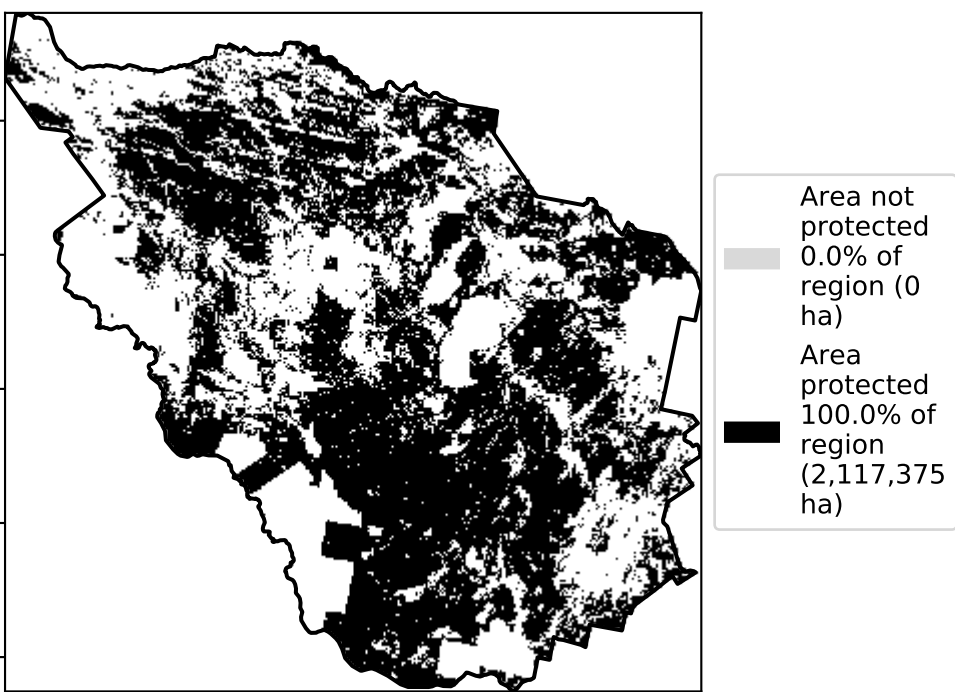 Area not
protected
0.0% of
region (0
ha)
Area
protected
100.0% of
region
(2,117,375
ha)